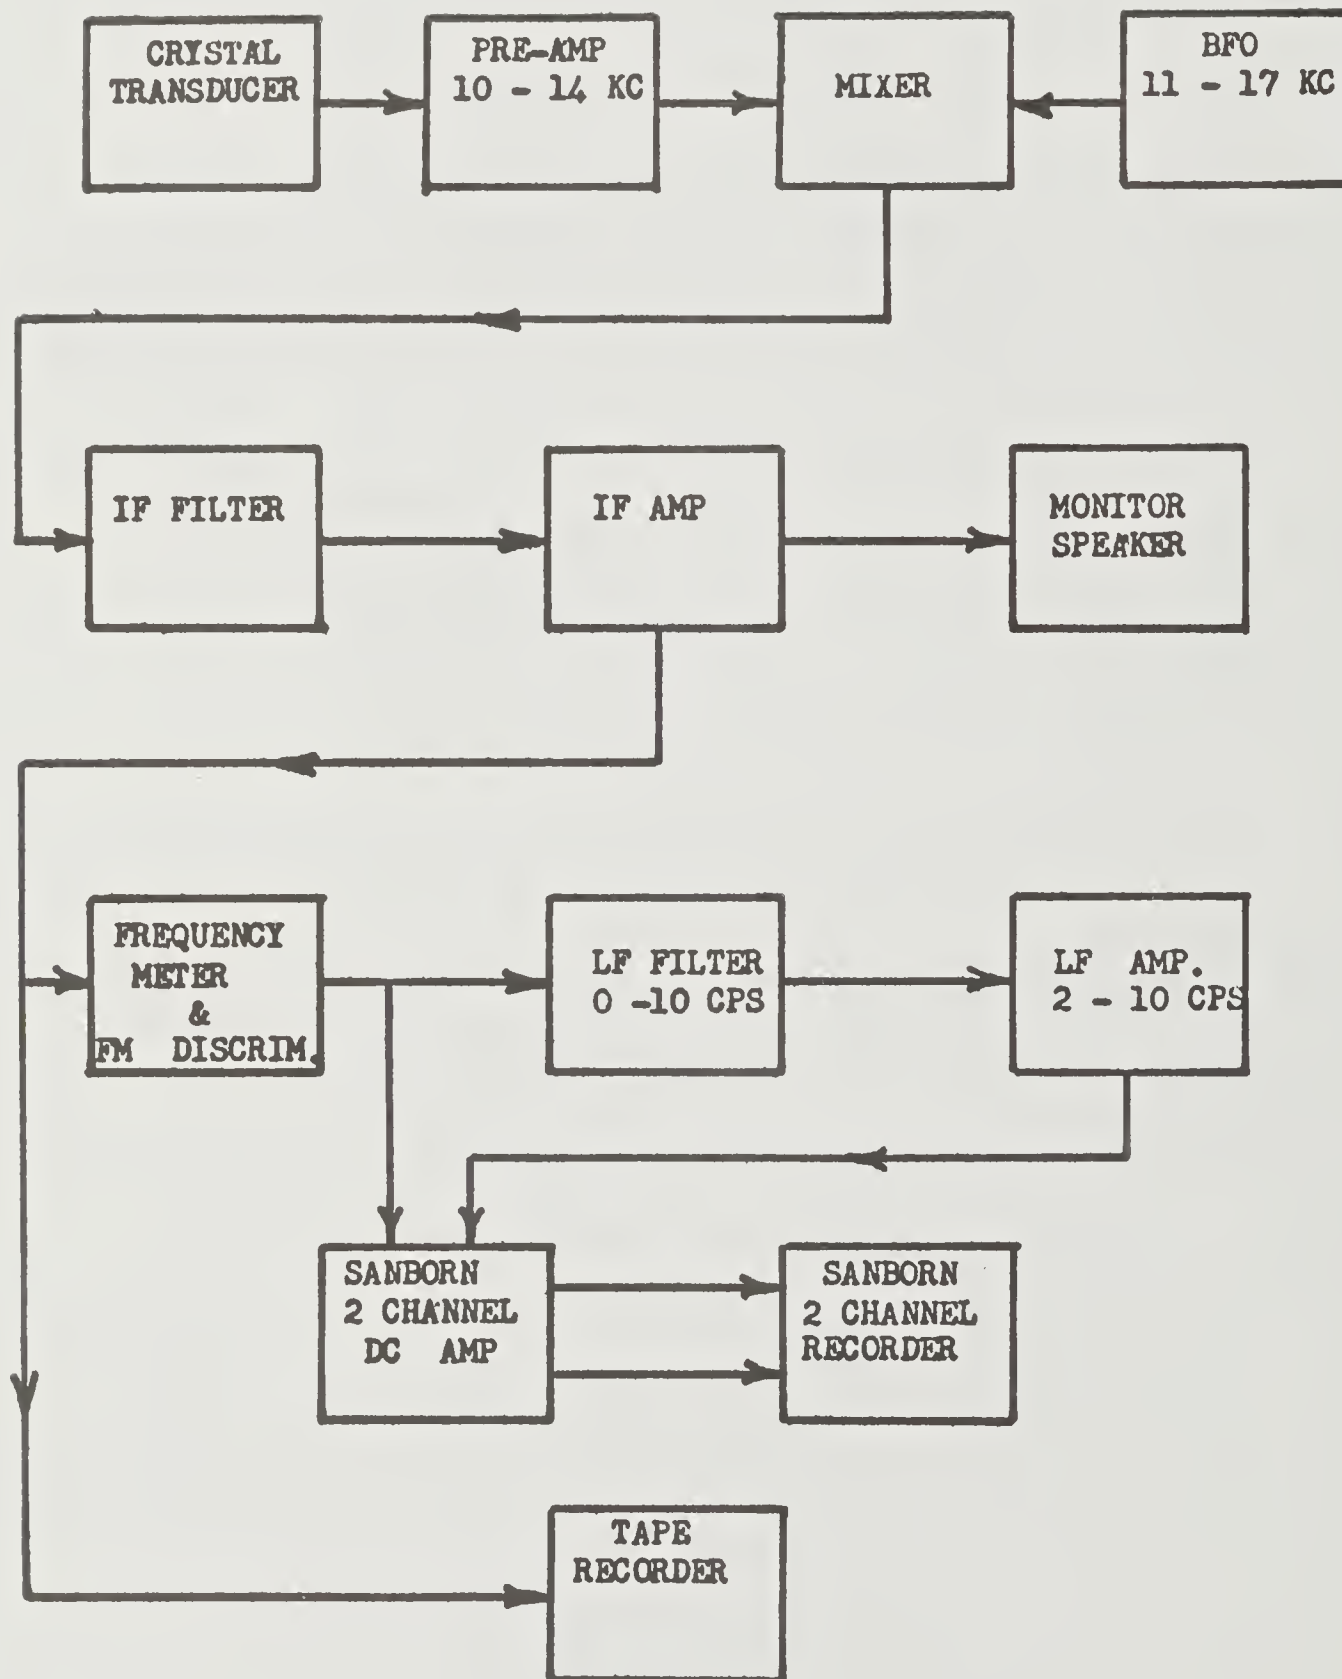 CRYSTAL
TRANSDUCER
PRE-AMP
10 - 14 KC
MIXER
BFO
11 - 17 KC
IF FILTER
IF AMP
MONITOR
SPEAKER
FREQUENCY
METER
&
FM DISCRIM.
LF FILTER
0 -10 CPS
LF AMP.
2 - 10 CPS
SANBORN
2 CHANNEL
DC AMP
SANBORN
2 CHANNEL
RECORDER
TAPE
RECORDER